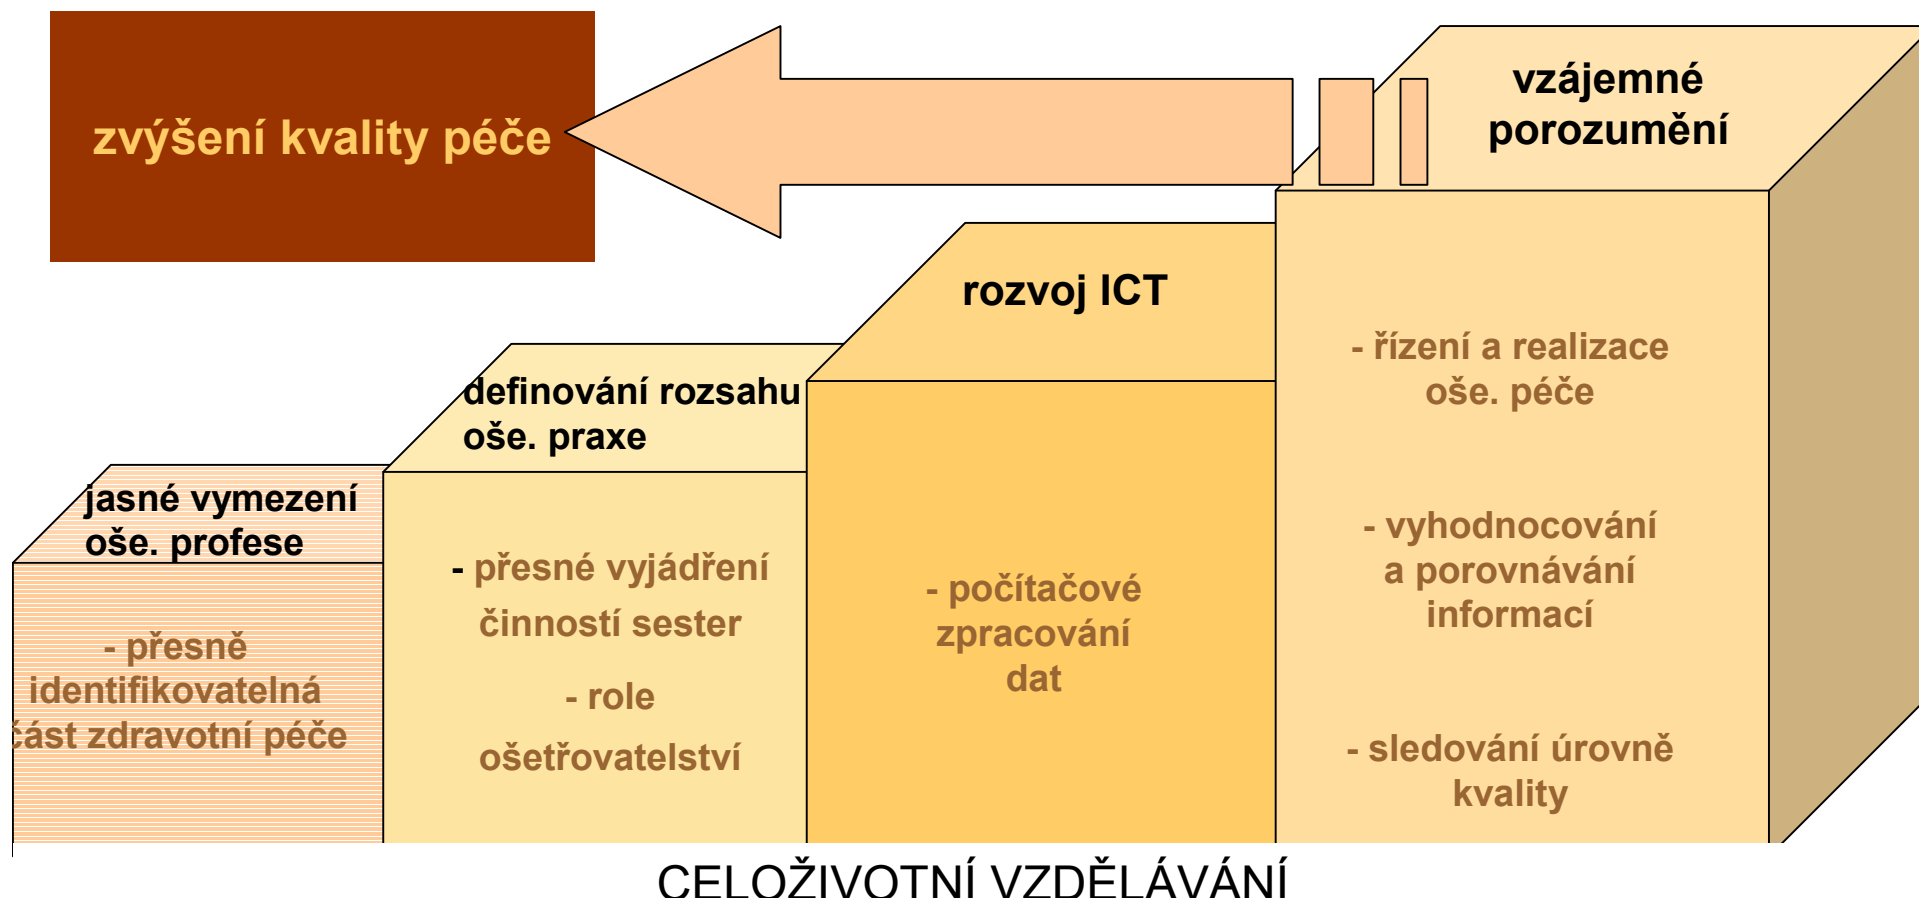 zvýšení kvality péče
vzájemné
porozumění
rozvoj ICT
- řízení a realizace
oše. péče
definování rozsahu
oše. praxe
jasné vymezení
oše. profese
- vyhodnocování
a porovnávání
informací
- přesné vyjádření
činností sester
- počítačové
zpracování
dat
- přesně
identifikovatelná
část zdravotní péče
- role
ošetřovatelství
- sledování úrovně
kvality
CELOŽIVOTNÍ VZDĚLÁVÁNÍ